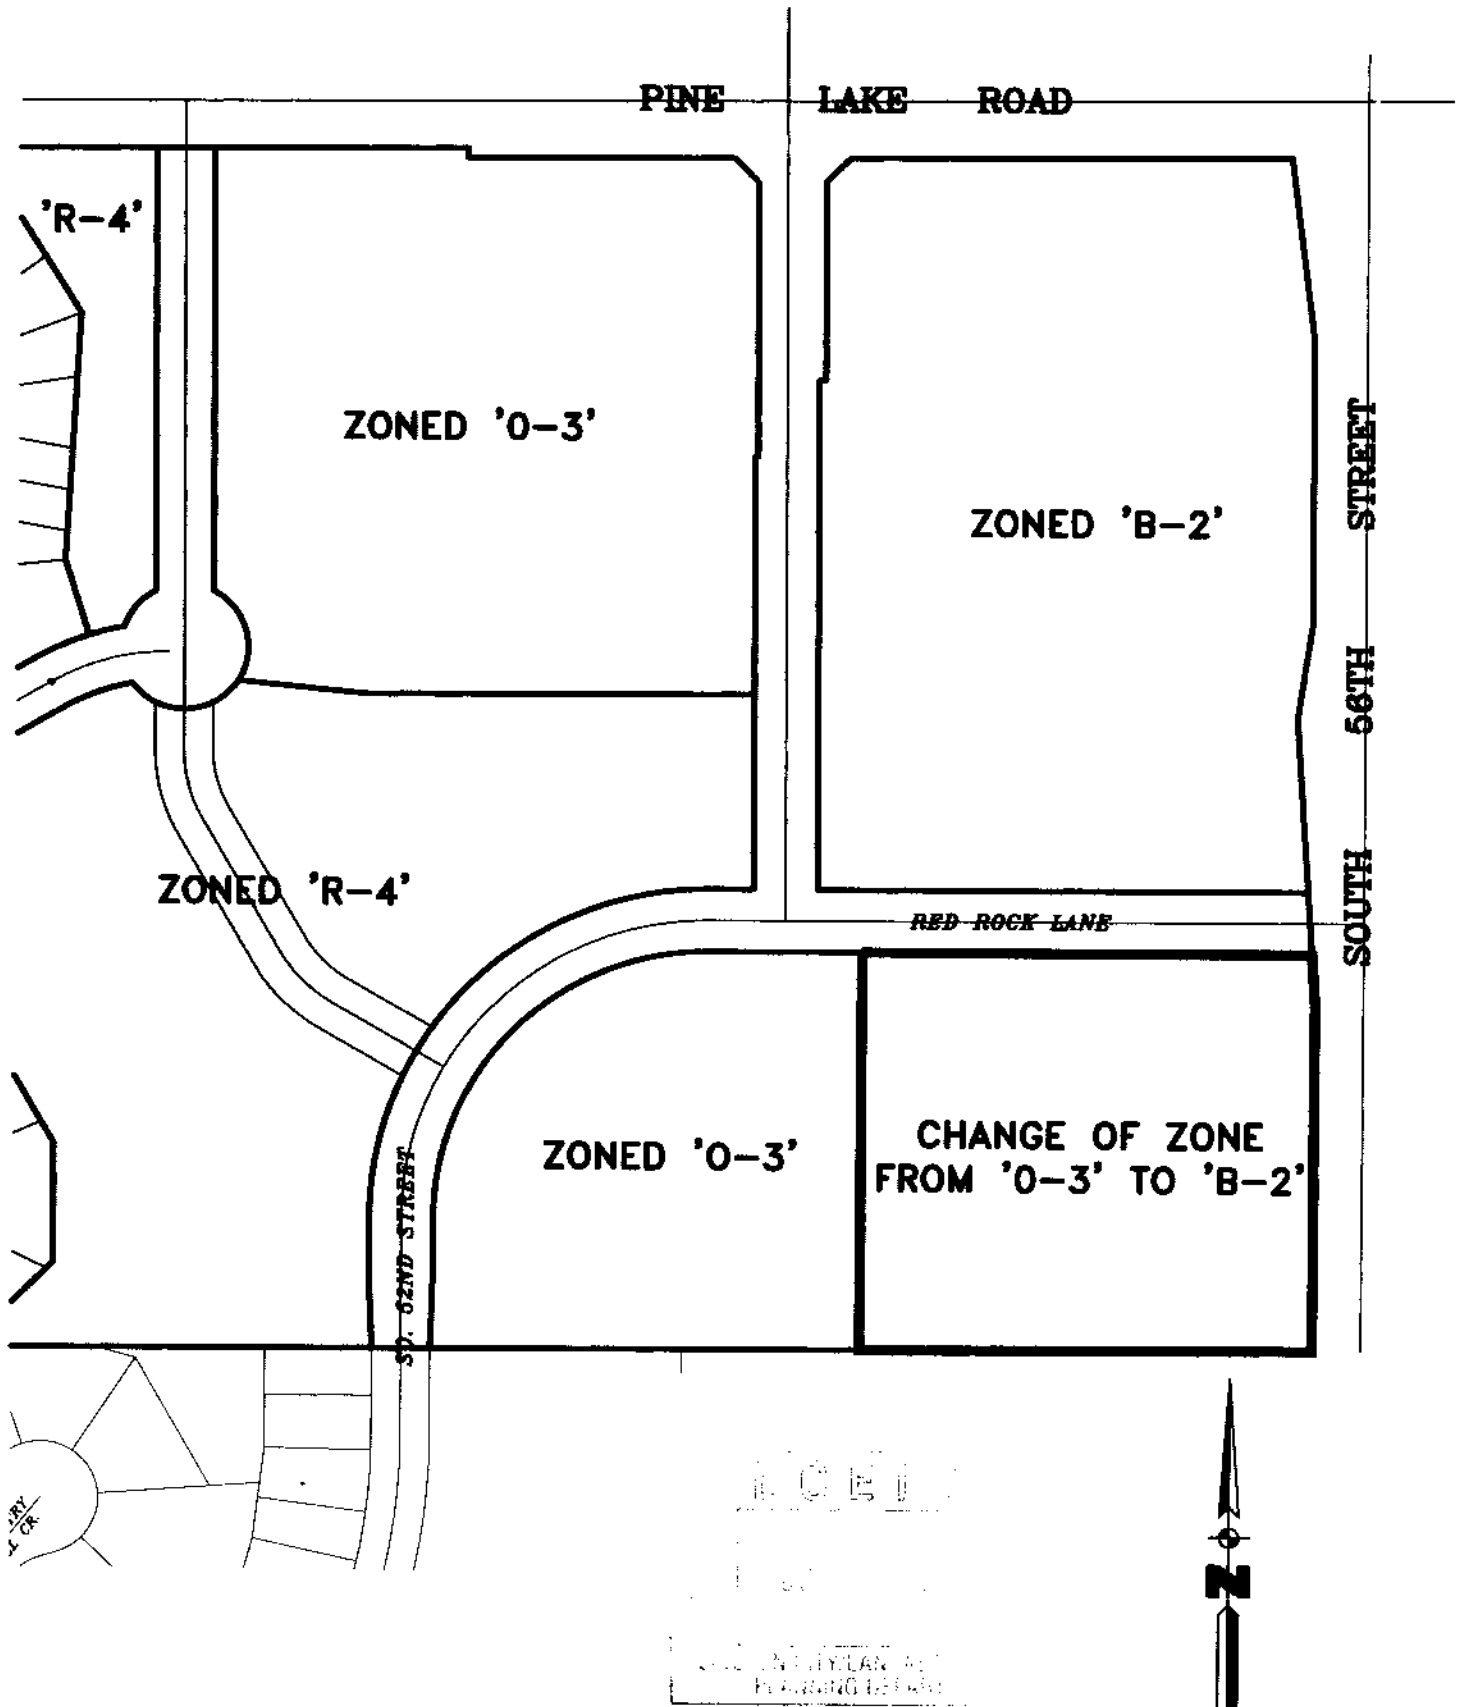 PINE LAKE ROAD
'R-4'
ZONED 'O-3'
ZONED 'B-2'
SOUTH 56TH STREET
ZONED 'R-4'
RED ROCK LANE
ZONED 'O-3'
CHANGE OF ZONE
FROM 'O-3' TO 'B-2'
SO. 62ND STREET
CR.
N